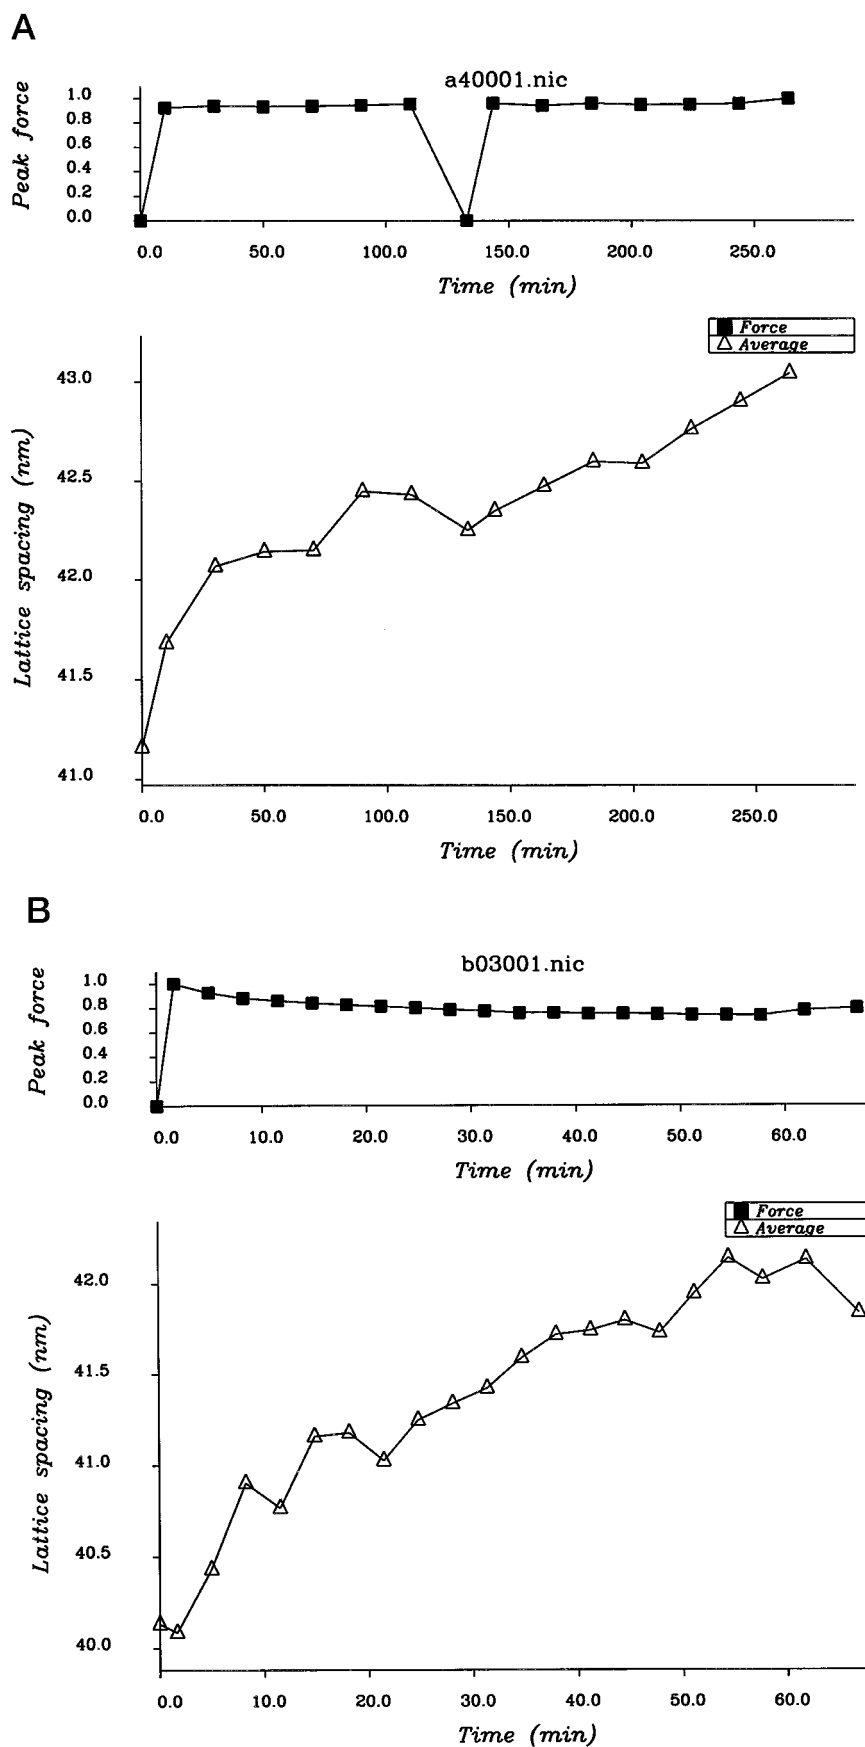 A
a40001.nic
Peak force
1.0
0.8
0.6
0.4
0.2
0.0
0.0 50.0 100.0 150.0 200.0 250.0
Time (min)
Force
Average
Lattice spacing (nm)
43.0
42.5
42.0
41.5
41.0
0.0 50.0 100.0 150.0 200.0 250.0
Time (min)
B
b03001.nic
Peak force
1.0
0.8
0.6
0.4
0.2
0.0
0.0 10.0 20.0 30.0 40.0 50.0 60.0
Time (min)
Force
Average
Lattice spacing (nm)
42.0
41.5
41.0
40.5
40.0
0.0 10.0 20.0 30.0 40.0 50.0 60.0
Time (min)